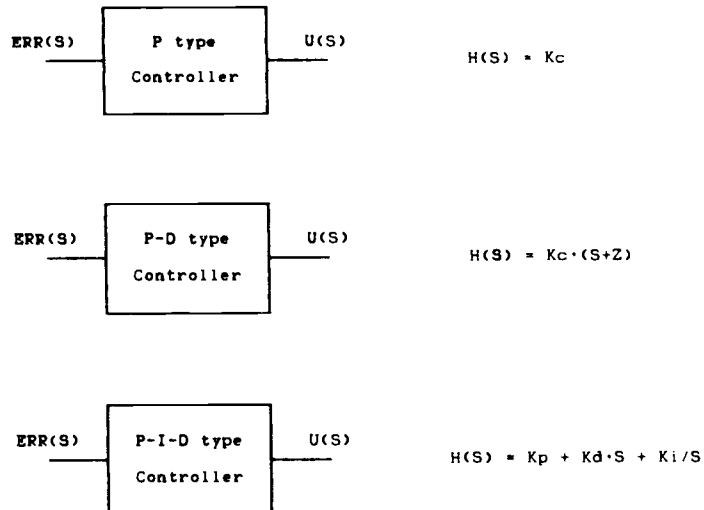 ERR(S) P type Controller U(S) H(S) = Kc
ERR(S) P-D type Controller U(S) H(S) = Kc·(S+Z)
ERR(S) P-I-D type Controller U(S) H(S) = Kp + Kd·S + Ki/S